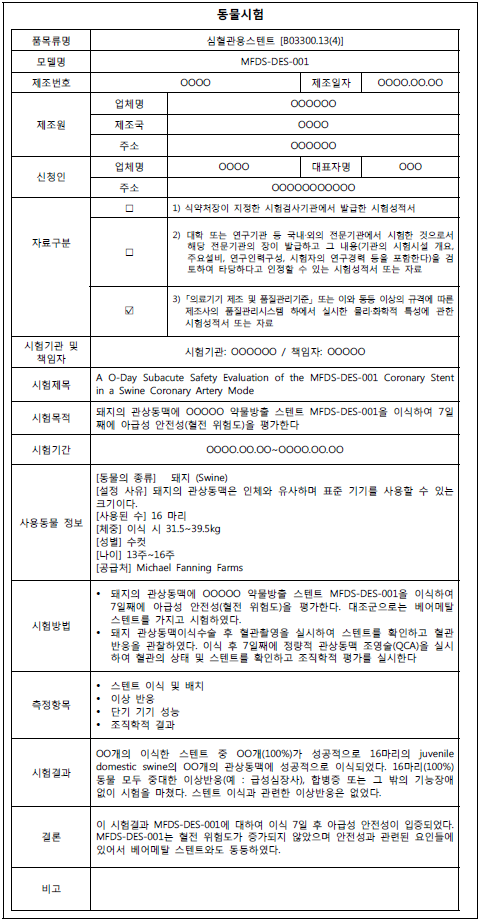 동물시험
품목류명 심혈관용스텐트 [B03300.13(4)]
모델명 MFDS-DES-001
제조번호 OOOO 제조일자 OOOO.OO.OO
제조원 업체명 OOOOOO
제조국 OOOO
주소 OOOOOO
신청인 업체명 OOOO 대표자명 OOO
주소 OOOOOOOOOOO
자료구분 ☐ 1) 식약처장이 지정한 시험검사기관에서 발급한 시험성적서
☐ 2) 대학 또는 연구기관 등 국내·외의 전문기관에서 시험한 것으로서
해당 전문기관의 장이 발급하고 그 내용(기관의 시험시설 개요,
주요설비, 연구인력구성, 시험자의 연구경력 등을 포함한다)을 검
토하여 타당하다고 인정할 수 있는 시험성적서 또는 자료
☑ 3) 「의료기기 제조 및 품질관리기준」 또는 이와 동등 이상의 규격에 따른
제조사의 품질관리시스템 하에서 실시한 물리·화학적 특성에 관한
시험성적서 또는 자료
시험기관 및
책임자 시험기관: OOOOOO / 책임자: OOOOO
시험제목 A O-Day Subacute Safety Evaluation of the MFDS-DES-001 Coronary Stent
in a Swine Coronary Artery Mode
시험목적 돼지의 관상동맥에 OOOOO 약물방출 스텐트 MFDS-DES-001을 이식하여 7일
째에 아급성 안전성(혈전 위험도)을 평가한다
시험기간 OOOO.OO.OO~OOOO.OO.OO
사용동물 정보 [동물의 종류] 돼지 (Swine)
[설정 사유] 돼지의 관상동맥은 인체와 유사하며 표준 기기를 사용할 수 있는
크기이다.
[사용된 수] 16 마리
[체중] 이식 시 31.5~39.5kg
[성별] 수컷
[나이] 13주~16주
[공급처] Michael Fanning Farms
시험방법 • 돼지의 관상동맥에 OOOOO 약물방출 스텐트 MFDS-DES-001을 이식하여
7일째에 아급성 안전성(혈전 위험도)을 평가한다. 대조군으로는 베어메탈
스텐트를 가지고 시험하였다.
• 돼지 관상동맥이식수술 후 혈관촬영을 실시하여 스텐트를 확인하고 혈관
반응을 관찰하였다. 이식 후 7일째에 정량적 관상동맥 조영술(QCA)을 실시
하여 혈관의 상태 및 스텐트를 확인하고 조직학적 평가를 실시한다
측정항목 • 스텐트 이식 및 배치
• 이상 반응
• 단기 기기 성능
• 조직학적 결과
시험결과 OO개의 이식한 스텐트 중 OO개(100%)가 성공적으로 16마리의 juvenile
domestic swine의 OO개의 관상동맥에 성공적으로 이식되었다. 16마리(100%)
동물 모두 중대한 이상반응(예 : 급성심장사), 합병증 또는 그 밖의 기능장애
없이 시험을 마쳤다. 스텐트 이식과 관련한 이상반응은 없었다.
결론 이 시험결과 MFDS-DES-001에 대하여 이식 7일 후 아급성 안전성이 입증되었다.
MFDS-DES-001는 혈전 위험도가 증가되지 않았으며 안전성과 관련된 요인들에
있어서 베어메탈 스텐트와도 동등하였다.
비고